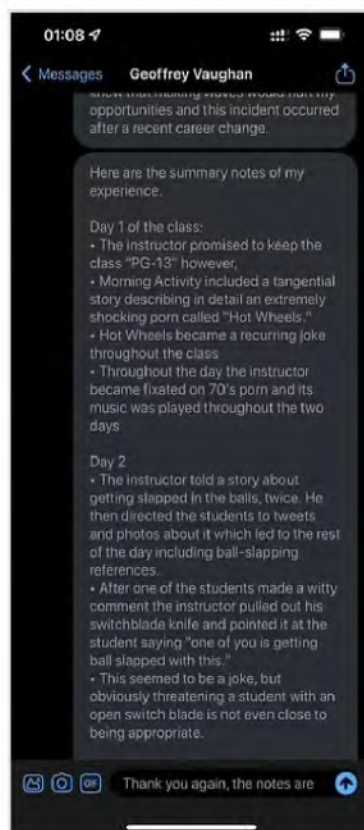 01:08
Messages
Geoffrey Vaughan
knew that making waves would hurt my
opportunities and this incident occurred
after a recent career change.
Here are the summary notes of my
experience.
Day 1 of the class:
• The instructor promised to keep the
class "PG-13" however,
• Morning Activity included a tangential
story describing in detail an extremely
shocking porn called "Hot Wheels."
• Hot Wheels became a recurring joke
throughout the class
• Throughout the day the instructor
became fixated on 70's porn and its
music was played throughout the two
days
Day 2
• The instructor told a story about
getting slapped in the balls, twice. He
then directed the students to tweets
and photos about it which led to the rest
of the day including ball-slapping
references.
• After one of the students made a witty
comment the instructor pulled out his
switchblade knife and pointed it at the
student saying "one of you is getting
ball slapped with this."
• This seemed to be a joke, but
obviously threatening a student with an
open switch blade is not even close to
being appropriate.
GIF
Thank you again, the notes are